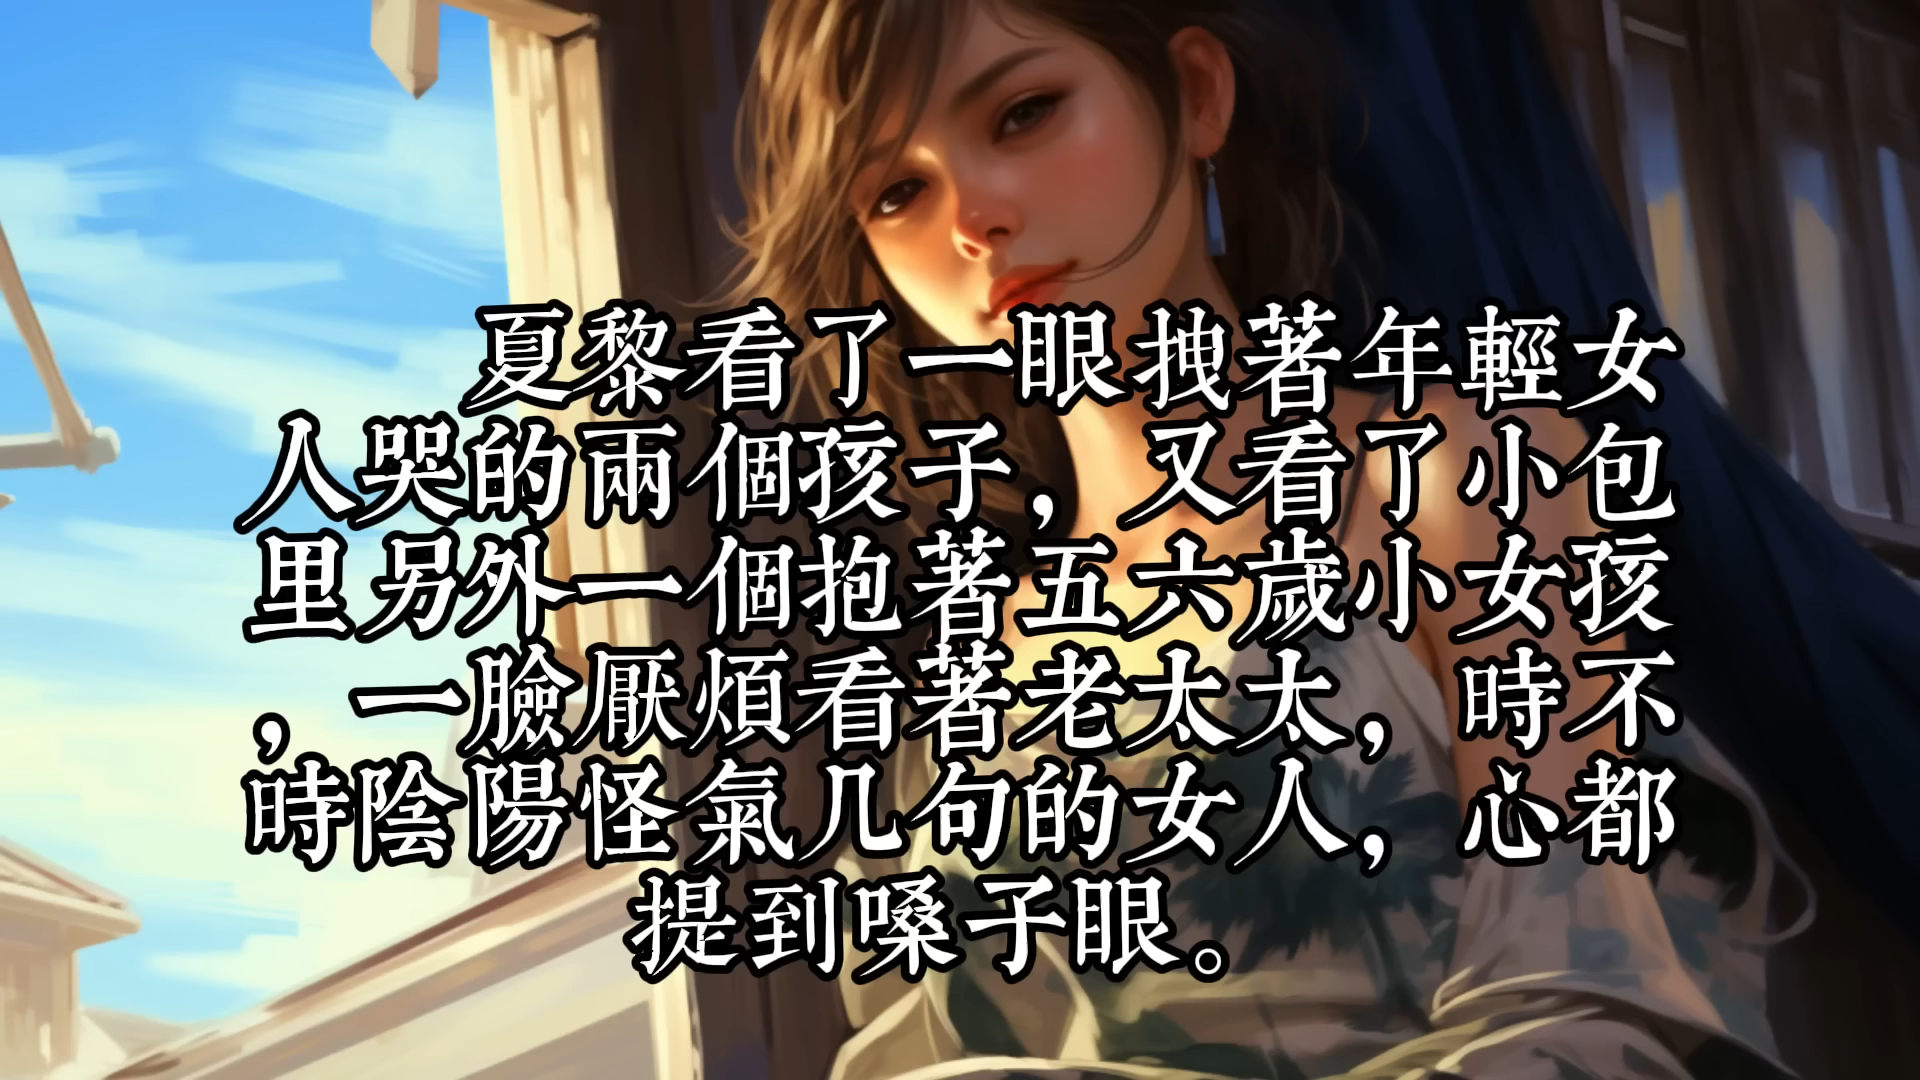 夏黎看了一眼拽著年輕女
人哭的兩個孩子，又看了小包
里另外一個抱著五六歲小女孩
，一臉厭煩看著老太太，時不
時陰陽怪氣几句的女人，心都
提到嗓子眼。